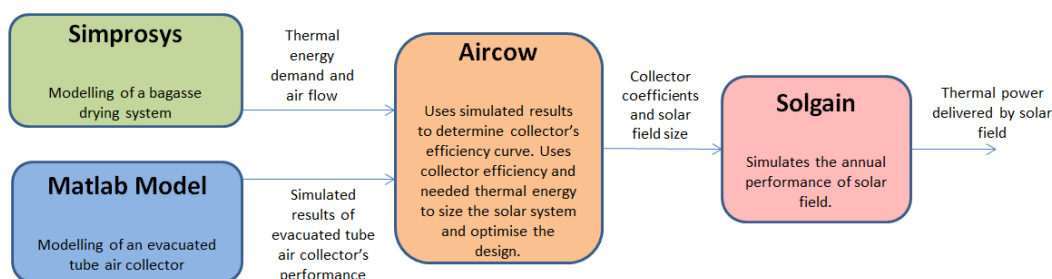 Simprosys
Modelling of a bagasse
drying system
Thermal
energy
demand and
air flow
Matlab Model
Modelling of an evacuated
tube air collector
Simulated
results of
evacuated tube
air collector's
performance
Aircow
Uses simulated results
to determine collector's
efficiency curve. Uses
collector efficiency and
needed thermal energy
to size the solar system
and optimise the
design.
Collector
coefficients
and solar
field size
Solgain
Simulates the annual
performance of solar
field.
Thermal power
delivered by solar
field